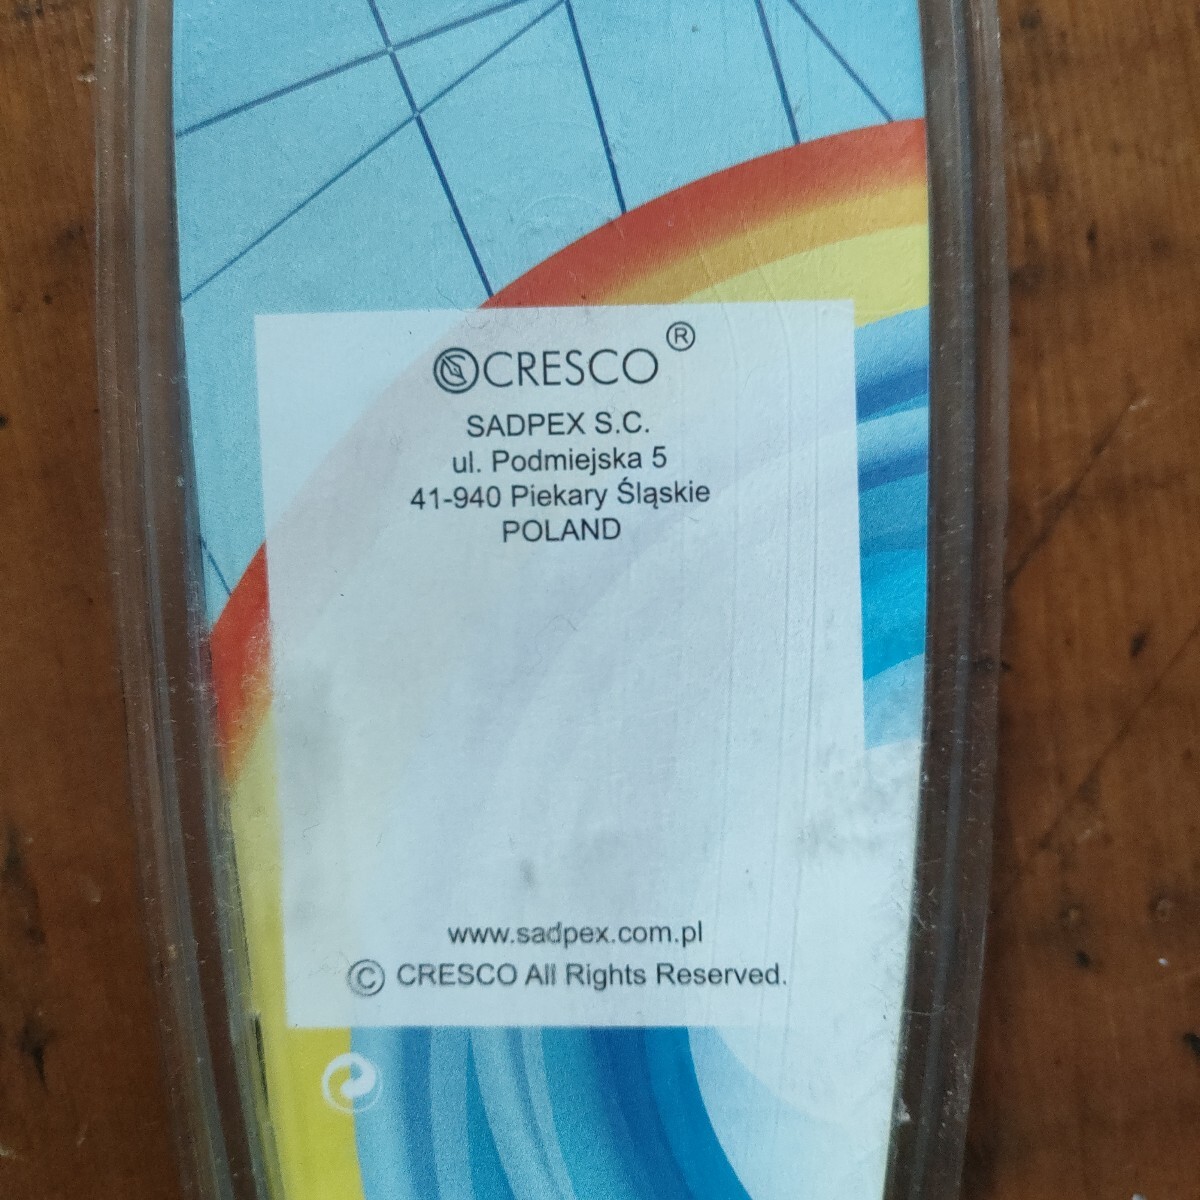 CRESCO ®
SADPEX S.C.
ul. Podmiejska 5
41-940 Piekary Śląskie
POLAND
www.sadpex.com.pl
© CRESCO All Rights Reserved.